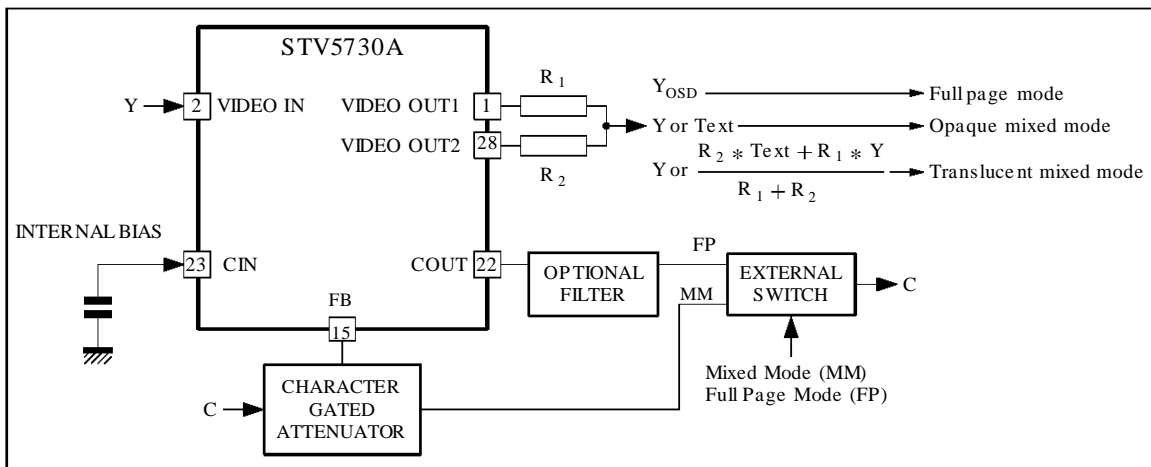 STV5730A
Y
2
VIDEO IN
VIDEO OUT1
1
R1
YOSD
Full page mode
VIDEO OUT2
28
R2
Y or Text
Opaque mixed mode
Y or
R2 * Text + R1 * Y
R1 + R2
Translucent mixed mode
INTERNAL BIAS
23
CIN
COUT
22
OPTIONAL
FILTER
FP
MM
EXTERNAL
SWITCH
C
FB
15
Mixed Mode (MM)
Full Page Mode (FP)
C
CHARACTER
GATED
ATTENUATOR